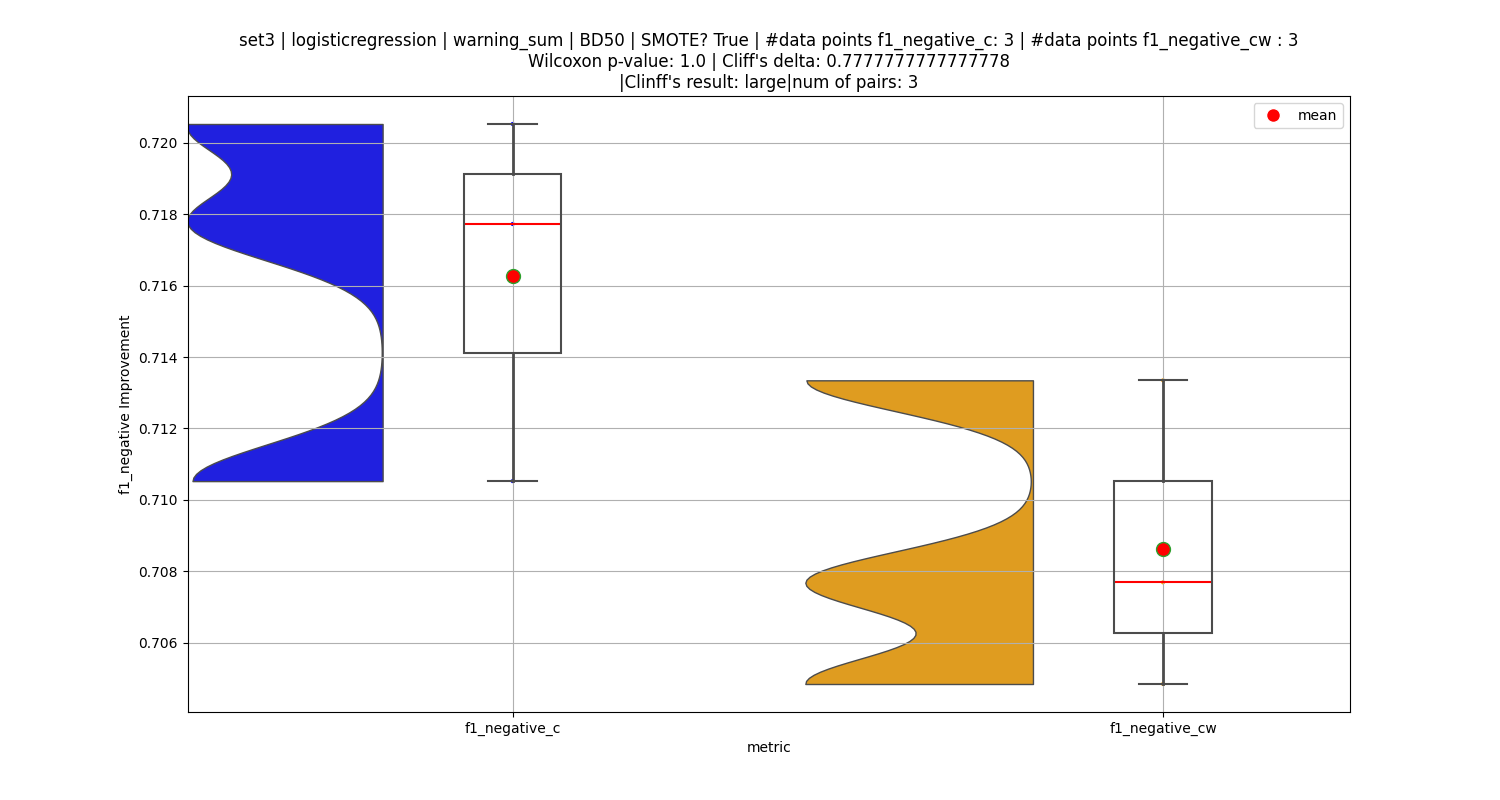 set3 | logisticregression | warning_sum | BD50 | SMOTE? True | #data points f1_negative_c: 3 | #data points f1_negative_cw : 3
Wilcoxon p-value: 1.0 | Cliff's delta: 0.7777777777777778
|Clinff's result: large|num of pairs: 3
mean
0.720
0.718
0.716
0.714
0.712
0.710
0.708
0.706
f1_negative Improvement
f1_negative_c
f1_negative_cw
metric